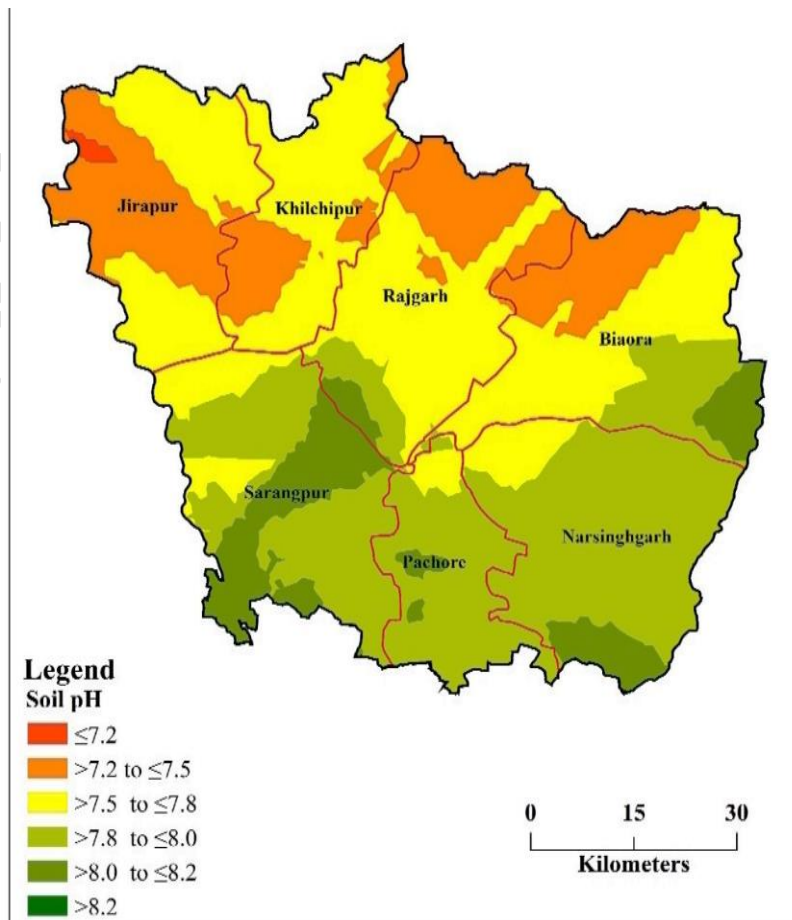 Jirapur
Khilchipur
Rajgarh
Biaora
Sarangpur
Narsinghgarh
Pachore
Legend
Soil pH
≤7.2
>7.2 to ≤7.5
>7.5 to ≤7.8
>7.8 to ≤8.0
>8.0 to ≤8.2
>8.2
0 15 30
Kilometers